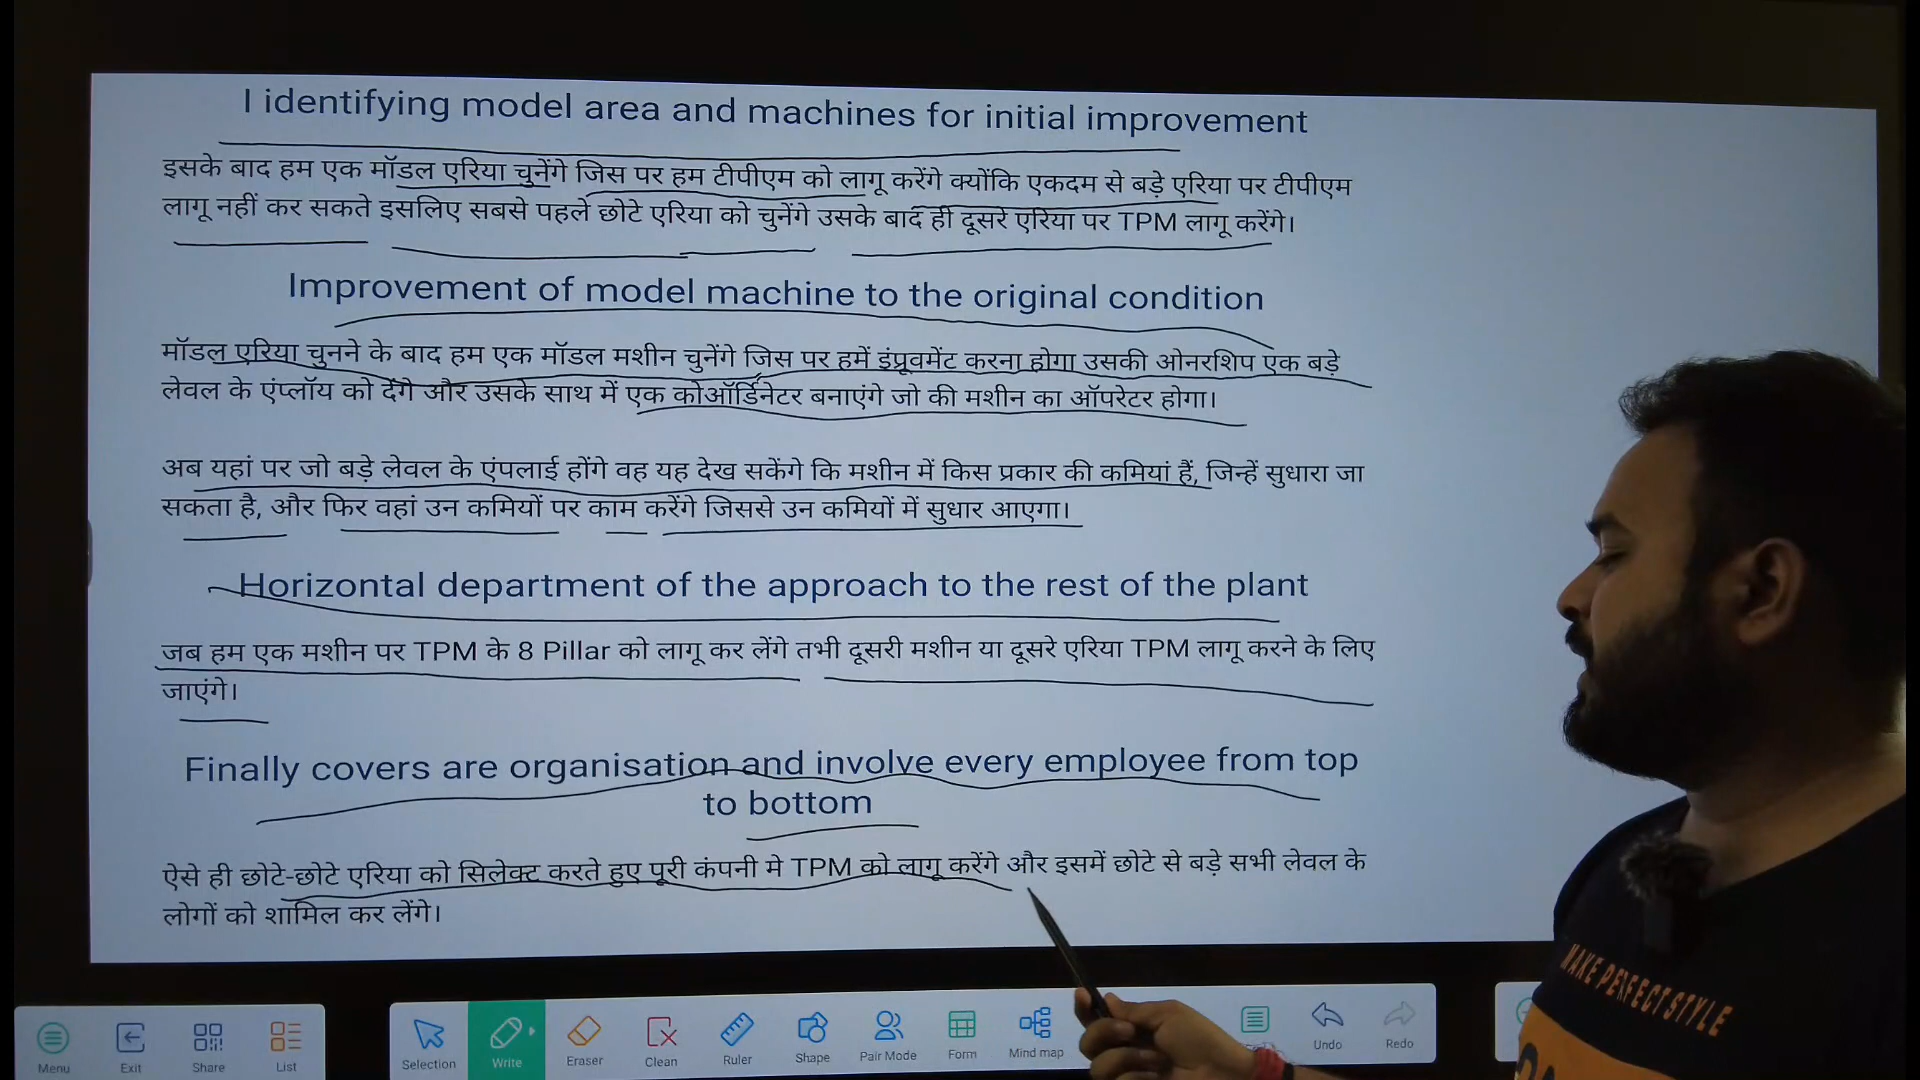 I identifying model area and machines for initial improvement
इसके बाद हम एक मॉडल एरिया चुनेंगे जिस पर हम टीपीएम को लागू करेंगे क्योंकि एकदम से बड़े एरिया पर टीपीएम
लागू नहीं कर सकते इसलिए सबसे पहले छोटे एरिया को चुनेंगे उसके बाद ही दूसरे एरिया पर TPM लागू करेंगे।
Improvement of model machine to the original condition
मॉडल एरिया चुनने के बाद हम एक मॉडल मशीन चुनेंगे जिस पर हमें इंप्रूवमेंट करना होगा उसकी ओनरशिप एक बड़े
लेवल के एंप्लॉय को देंगे और उसके साथ में एक कोऑर्डिनेटर बनाएंगे जो की मशीन का ऑपरेटर होगा।
अब यहां पर जो बड़े लेवल के एंपलाई होंगे वह यह देख सकेंगे कि मशीन में किस प्रकार की कमियां हैं, जिन्हें सुधारा जा
सकता है, और फिर वहां उन कमियों पर काम करेंगे जिससे उन कमियों में सुधार आएगा।
Horizontal department of the approach to the rest of the plant
जब हम एक मशीन पर TPM के 8 Pillar को लागू कर लेंगे तभी दूसरी मशीन या दूसरे एरिया TPM लागू करने के लिए
जाएंगे।
Finally covers are organisation and involve every employee from top
to bottom
ऐसे ही छोटे-छोटे एरिया को सिलेक्ट करते हुए पूरी कंपनी मे TPM को लागू करेंगे और इसमें छोटे से बड़े सभी लेवल के
लोगों को शामिल कर लेंगे।
MAKE PERFECT STYLE
Menu Exit Share List Selection Write Eraser Clean Ruler Shape Pair Mode Form Mind map Undo Redo